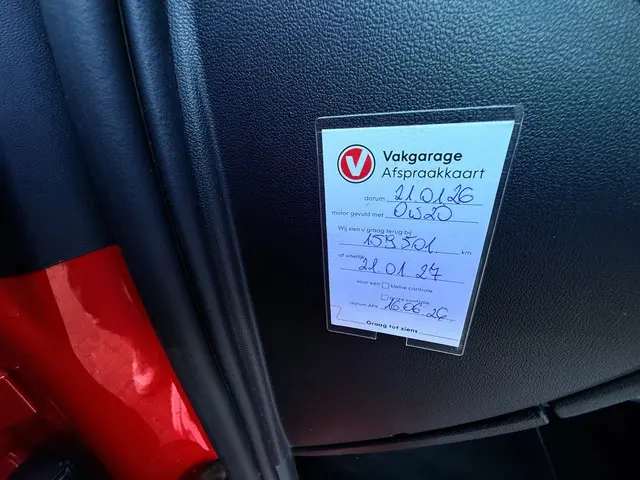 V Vakgarage
Afspraakkaart
datum 21.01.26
motor gevuld met 0W20
Wij zien u graag terug bij
159.501 km
of uiterlijk
21.01.27
voor een kleine controle
grote controle
datum APK 16.06.26
Graag tot ziens